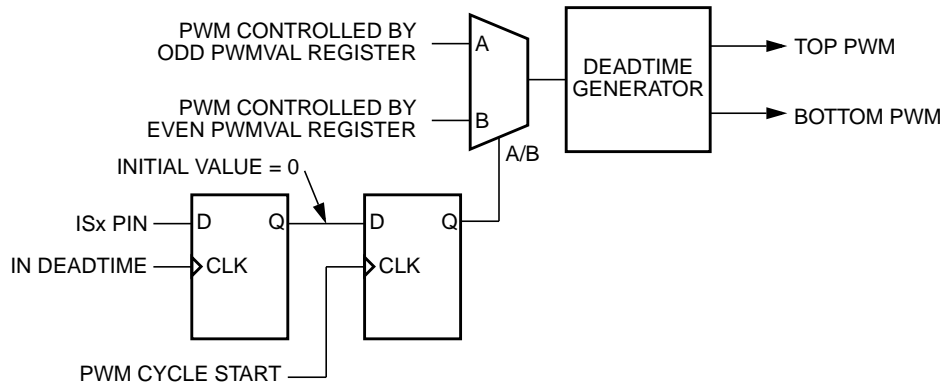 PWM CONTROLLED BY
ODD PWMVAL REGISTER
A
DEADTIME
GENERATOR
TOP PWM
PWM CONTROLLED BY
EVEN PWMVAL REGISTER
B
BOTTOM PWM
A/B
INITIAL VALUE = 0
ISx PIN
D
Q
D
Q
IN DEADTIME
CLK
CLK
PWM CYCLE START